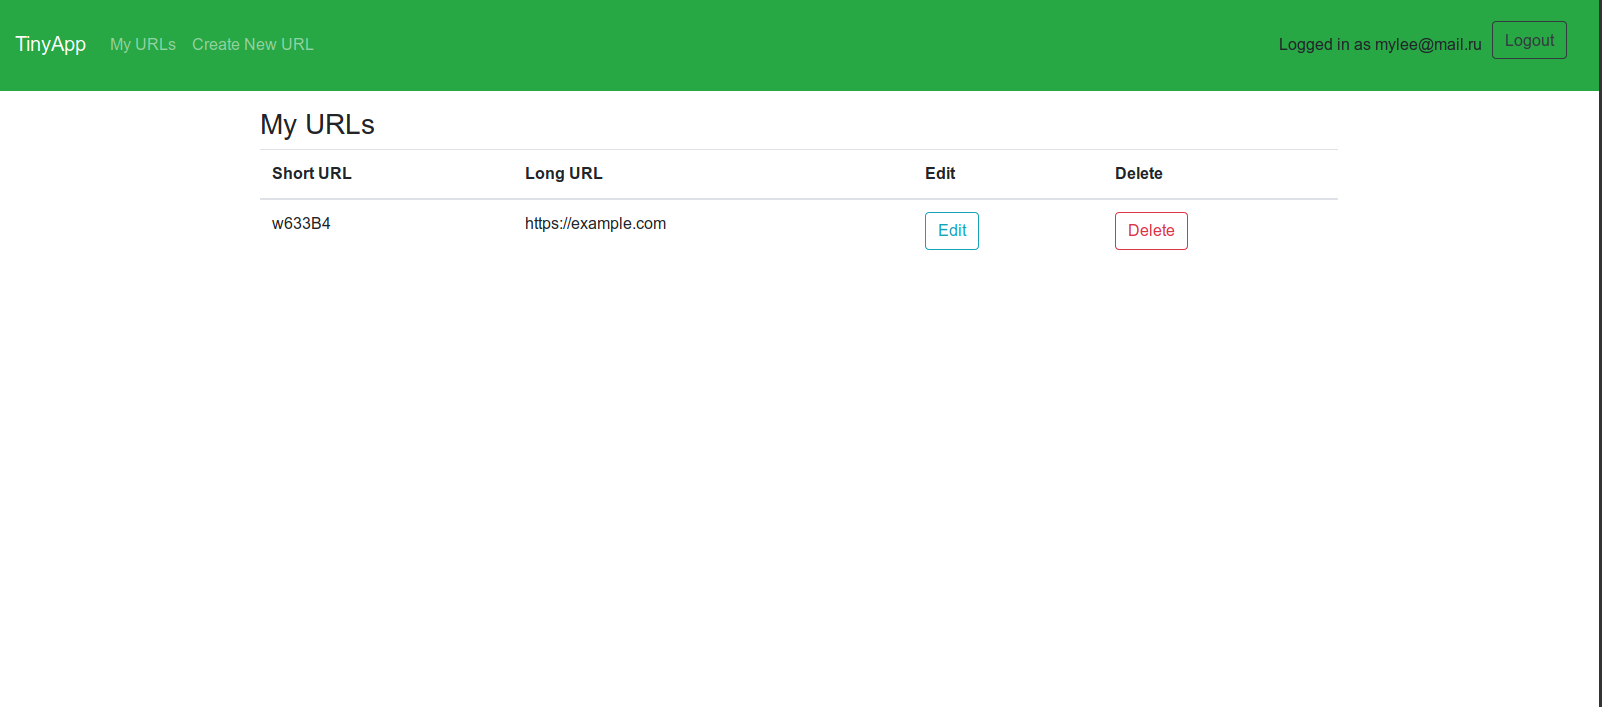 TinyApp My URLs Create New URL Logged in as mylee@mail.ru Logout
My URLs
Short URL Long URL Edit Delete
w633B4 https://example.com Edit Delete